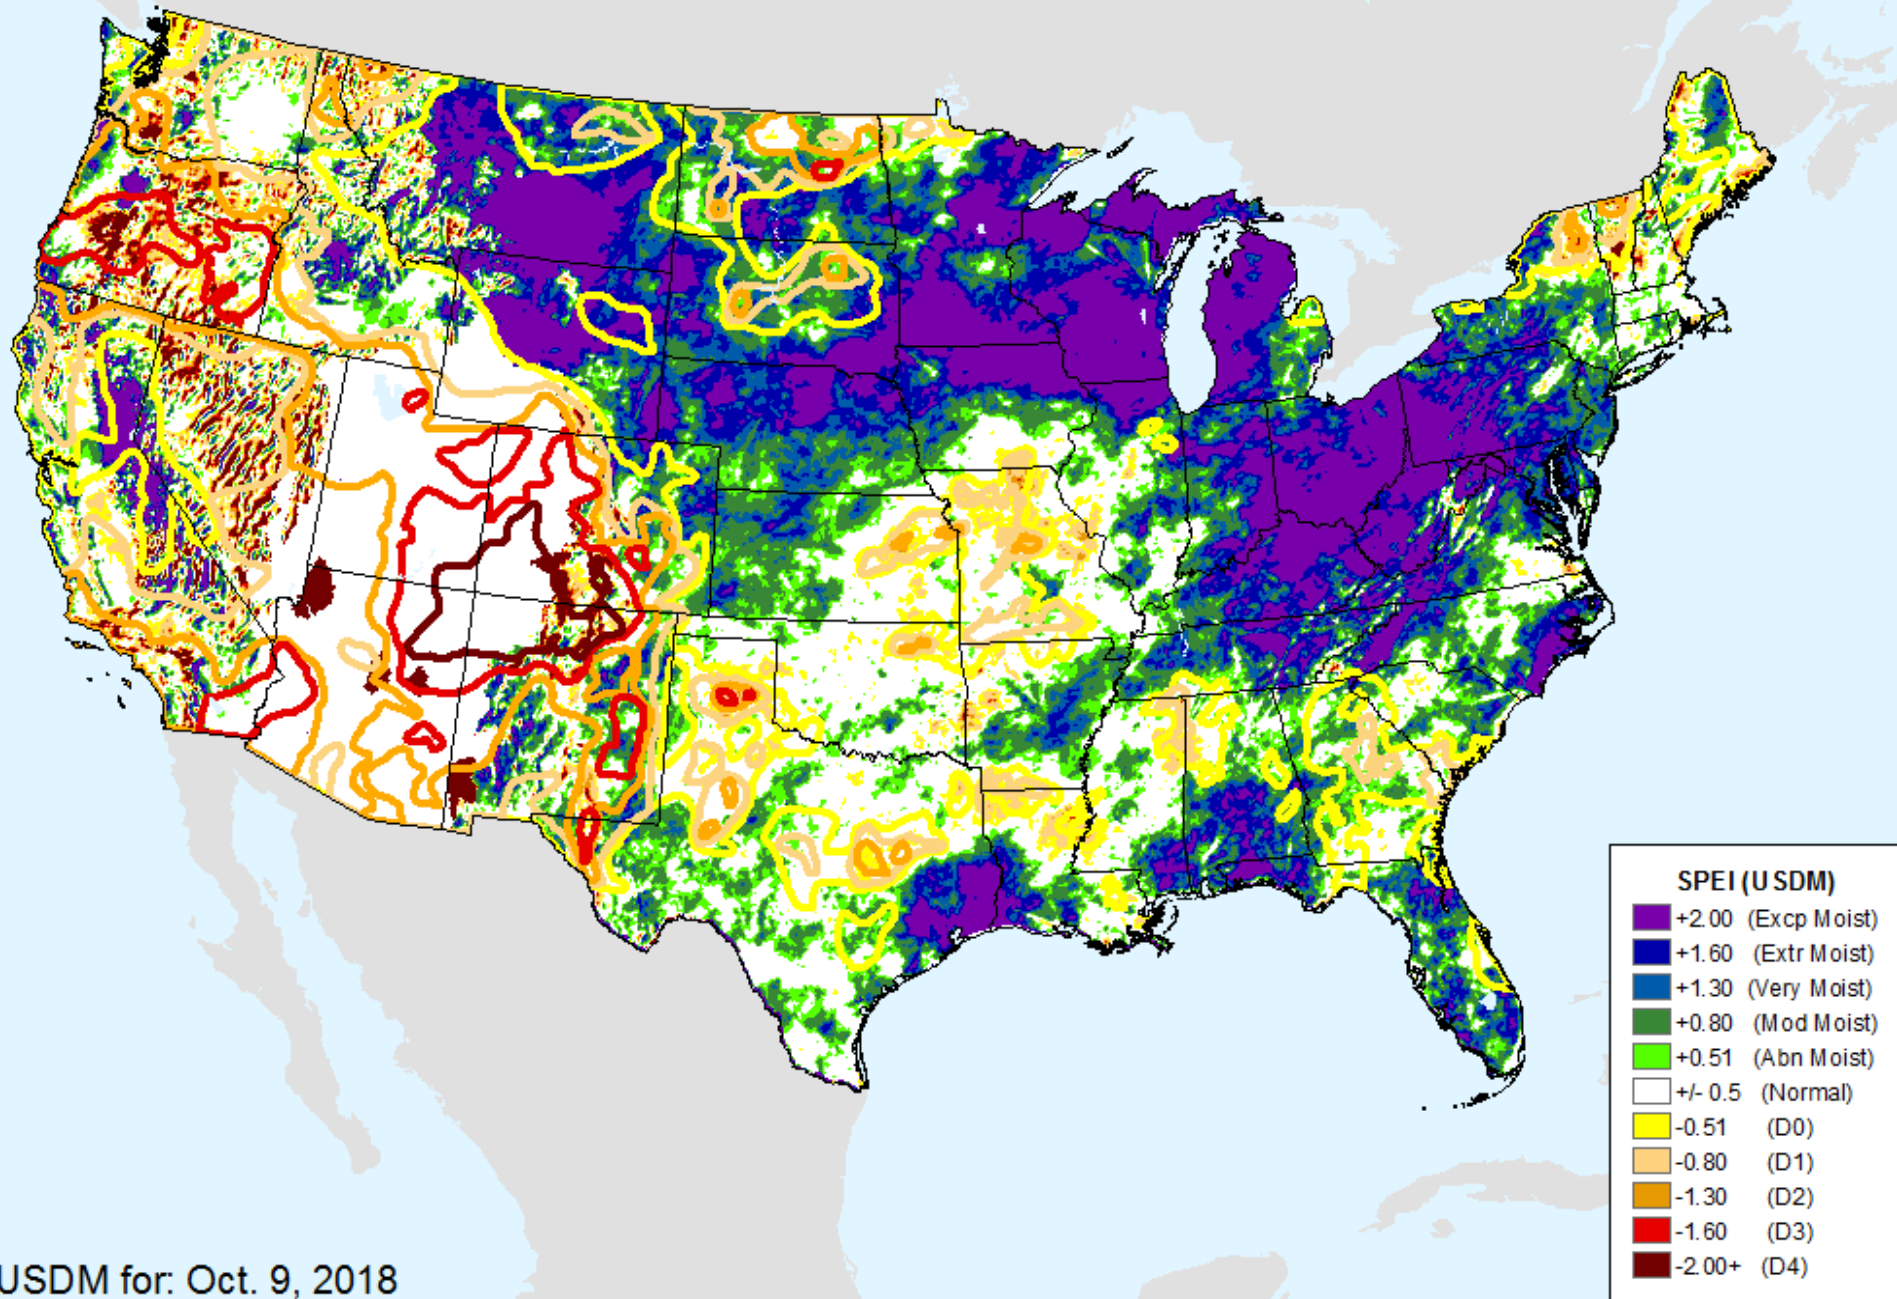 SPEI (USDM)
+2.00 (Excp Moist)
+1.60 (Extr Moist)
+1.30 (Very Moist)
+0.80 (Mod Moist)
+0.51 (Abn Moist)
+/- 0.5 (Normal)
-0.51 (D0)
-0.80 (D1)
-1.30 (D2)
-1.60 (D3)
-2.00+ (D4)
USDM for: Oct. 9, 2018